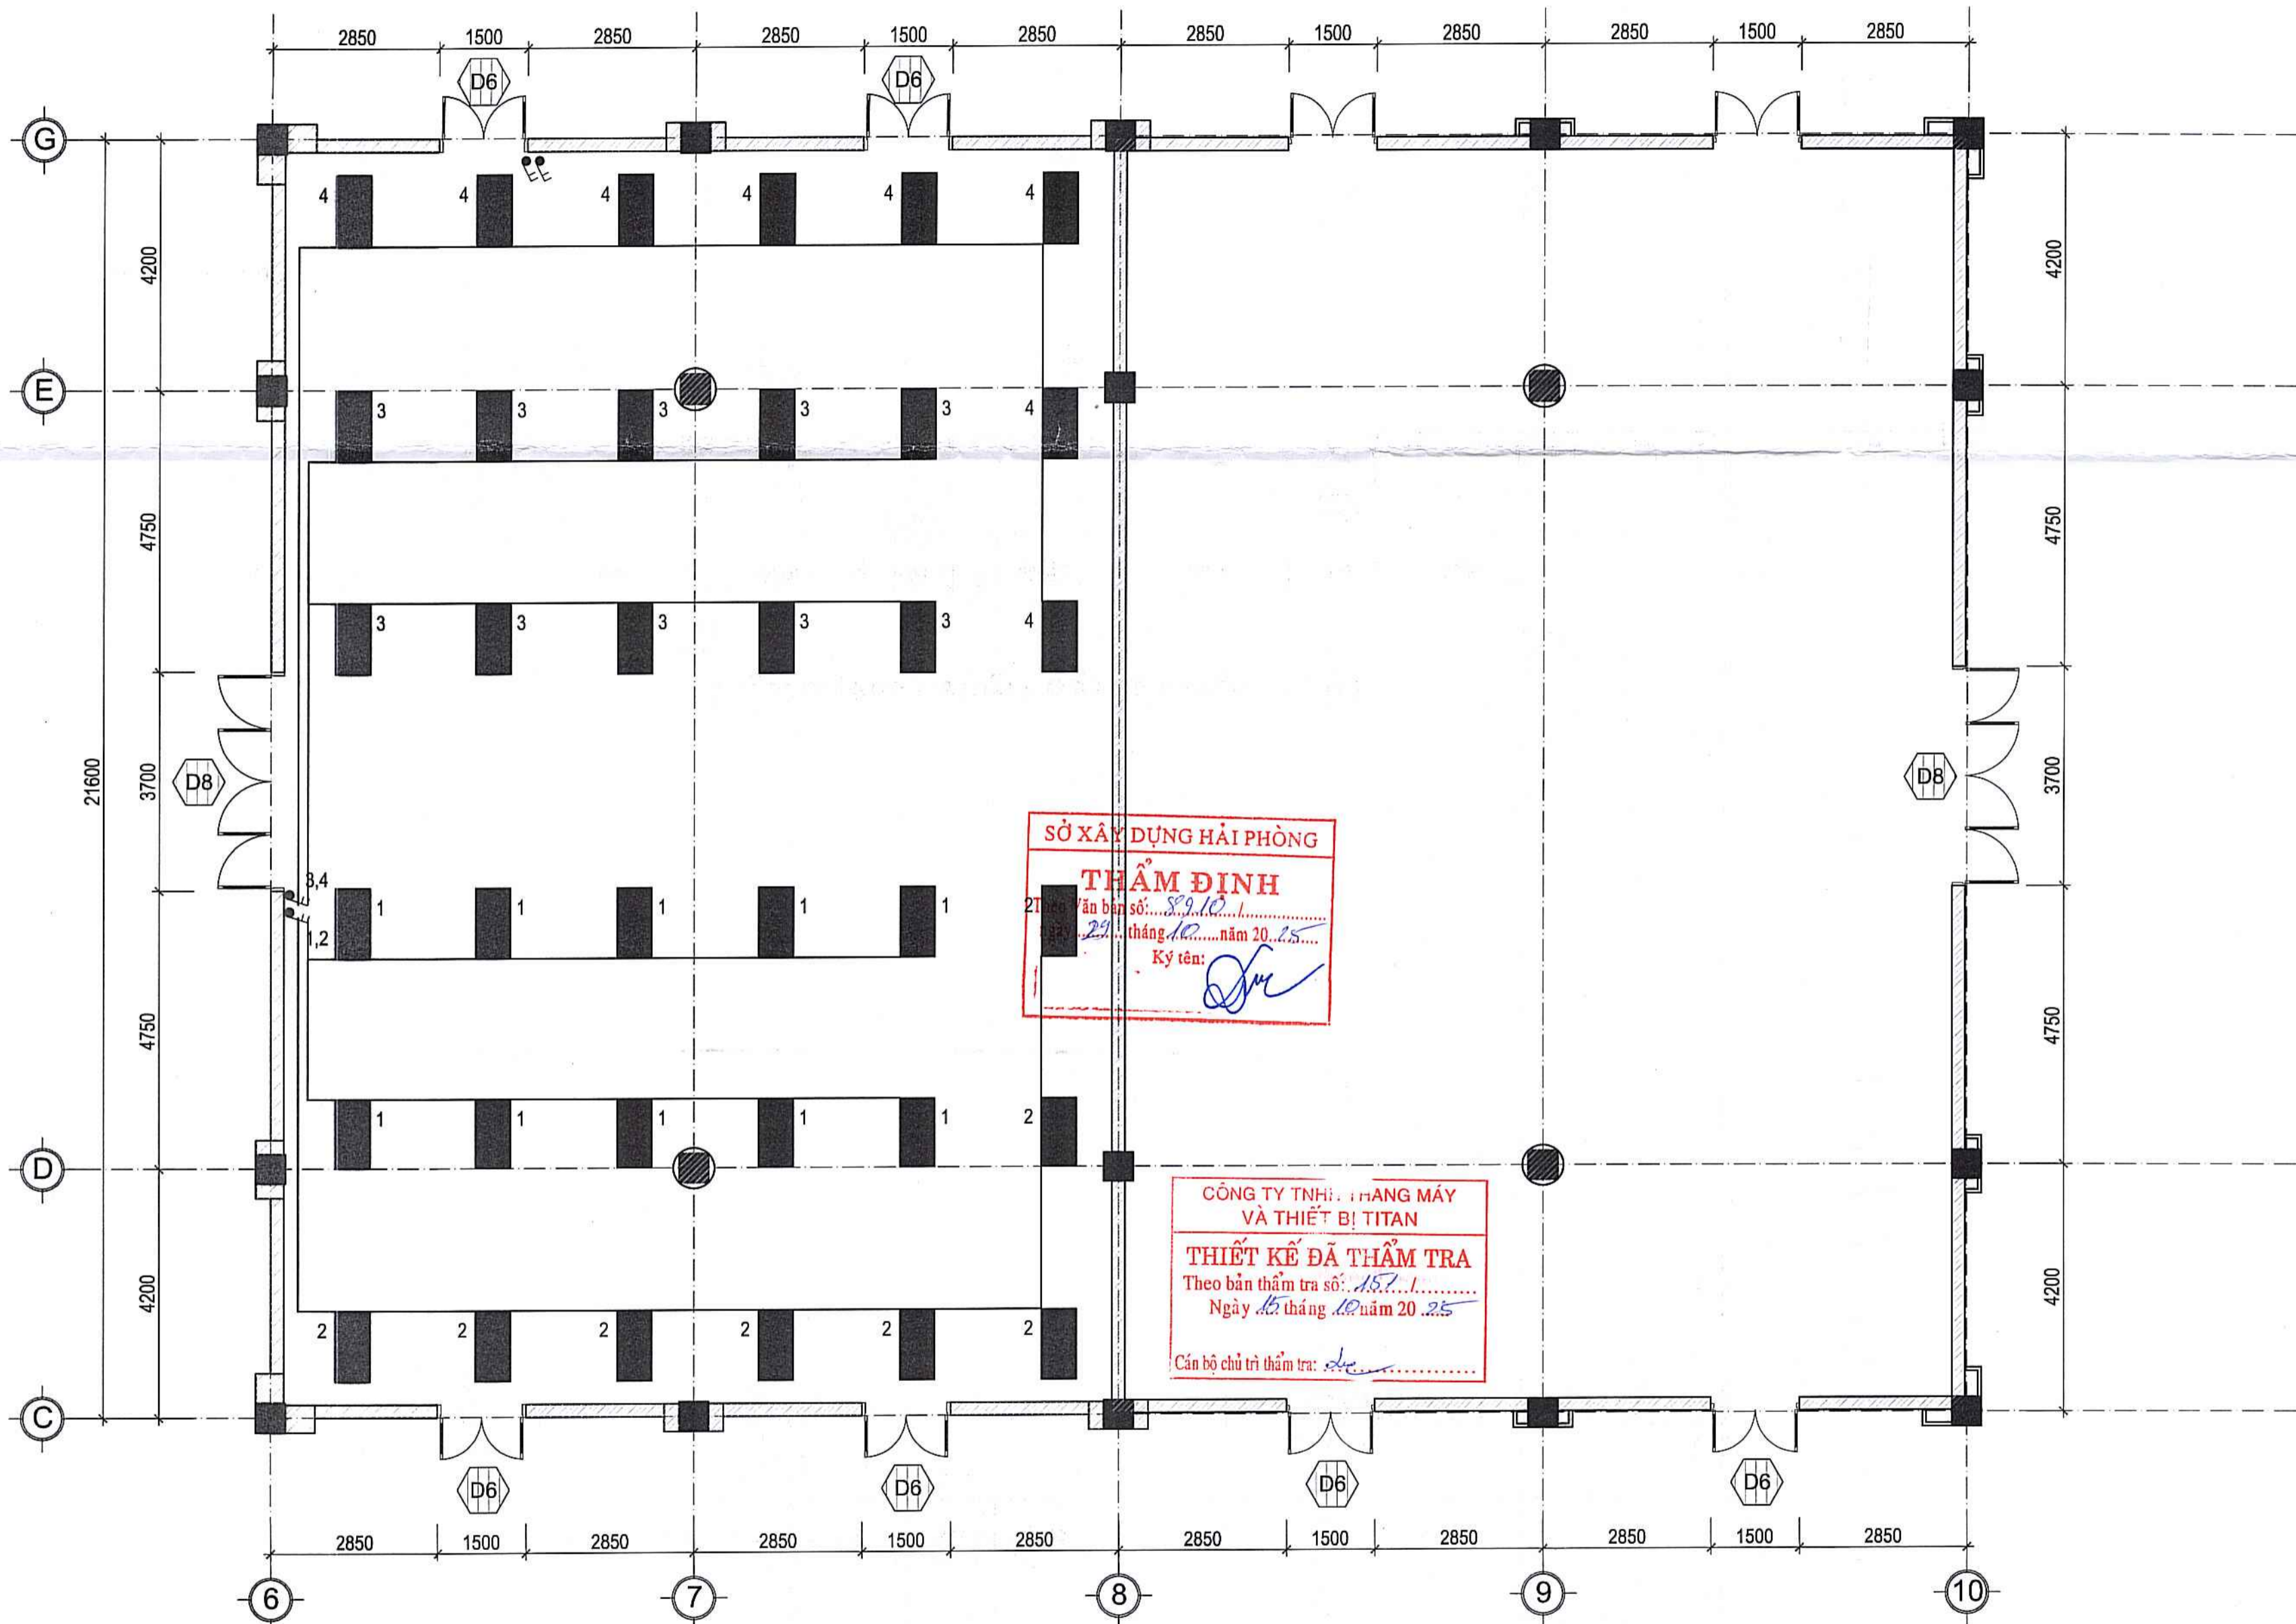 2850 1500 2850 2850 1500 2850 2850 1500 2850 2850 1500 2850
D6 D6
G
4 4 4 4 4 4
4200 4200
E
3 3 3 3 3 4
4750 4750
3 3 3 3 3 4
21600
3700 3700
D8 D8
SỞ XÂY DỰNG HẢI PHÒNG
THẨM ĐỊNH
Theo Văn bản số: 8910 /
ngày 29 tháng 10 năm 2025
Ký tên:
3,4
1 1 1 1 1 2
1,2
4750 4750
1 1 1 1 1 2
D
CÔNG TY TNHH THANG MÁY
VÀ THIẾT BỊ TITAN
THIẾT KẾ ĐÃ THẨM TRA
Theo bản thẩm tra số: 151 /
Ngày 15 tháng 10 năm 2025
Cán bộ chủ trì thẩm tra:
4200 4200
2 2 2 2 2 2
C
D6 D6 D6 D6
2850 1500 2850 2850 1500 2850 2850 1500 2850 2850 1500 2850
6 7 8 9 10